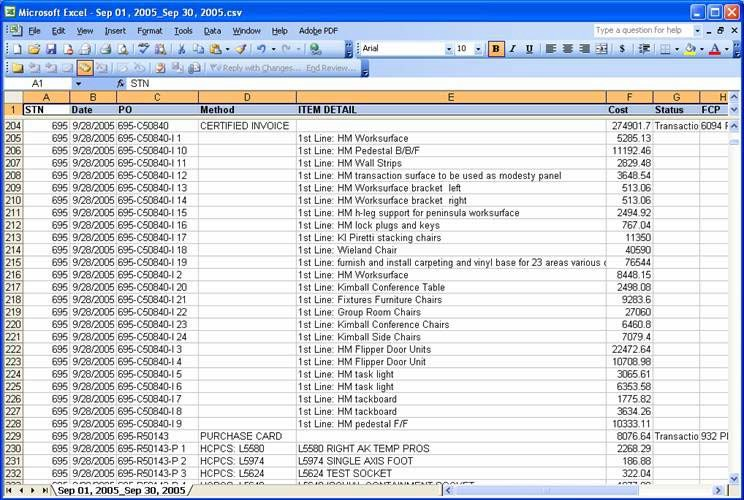 Microsoft Excel - Sep 01, 2005_Sep 30, 2005.csv
File Edit View Insert Format Tools Data Window Help Adobe PDF Type a question for help
Arial 10 B I U $
Reply with Changes... End Review...
A1 fx STN
A B C D E F G H
1 STN Date PO Method ITEM DETAIL Cost Status FCP
204 695 9/28/2005 695-C50840 CERTIFIED INVOICE 274901.7 Transactio 6094 F
205 695 9/28/2005 695-C50840-I 1 1st Line: HM Worksurface 5285.13
206 695 9/28/2005 695-C50840-I 10 1st Line: HM Pedestal B/B/F 11192.46
207 695 9/28/2005 695-C50840-I 11 1st Line: HM Wall Strips 2829.48
208 695 9/28/2005 695-C50840-I 12 1st Line: HM transaction surface to be used as modesty panel 3648.54
209 695 9/28/2005 695-C50840-I 13 1st Line: HM Worksurface bracket left 513.06
210 695 9/28/2005 695-C50840-I 14 1st Line: HM Worksurface bracket right 513.06
211 695 9/28/2005 695-C50840-I 15 1st Line: HM h-leg support for peninsula worksurface 2494.92
212 695 9/28/2005 695-C50840-I 16 1st Line: HM lock plugs and keys 767.04
213 695 9/28/2005 695-C50840-I 17 1st Line: KI Piretti stacking chairs 11350
214 695 9/28/2005 695-C50840-I 18 1st Line: Wieland Chair 40590
215 695 9/28/2005 695-C50840-I 19 1st Line: furnish and install carpeting and vinyl base for 23 areas various 76544
216 695 9/28/2005 695-C50840-I 2 1st Line: HM Worksurface 8448.15
217 695 9/28/2005 695-C50840-I 20 1st Line: Kimball Conference Table 2498.08
218 695 9/28/2005 695-C50840-I 21 1st Line: Fixtures Furniture Chairs 9283.6
219 695 9/28/2005 695-C50840-I 22 1st Line: Group Room Chairs 27060
220 695 9/28/2005 695-C50840-I 23 1st Line: Kimball Conference Chairs 6460.8
221 695 9/28/2005 695-C50840-I 24 1st Line: Kimball Side Chairs 7079.4
222 695 9/28/2005 695-C50840-I 3 1st Line: HM Flipper Door Units 22472.64
223 695 9/28/2005 695-C50840-I 4 1st Line: HM Flipper Door Unit 10708.98
224 695 9/28/2005 695-C50840-I 5 1st Line: HM task light 3065.61
225 695 9/28/2005 695-C50840-I 6 1st Line: HM task light 6353.58
226 695 9/28/2005 695-C50840-I 7 1st Line: HM tackboard 1775.82
227 695 9/28/2005 695-C50840-I 8 1st Line: HM tackboard 3634.26
228 695 9/28/2005 695-C50840-I 9 1st Line: HM pedestal F/F 10333.11
229 695 9/28/2005 695-R50143 PURCHASE CARD 8076.64 Transactio 932 P
230 695 9/28/2005 695-R50143-P 1 HCPCS: L5580 L5580 RIGHT AK TEMP PROS 2268.29
231 695 9/28/2005 695-R50143-P 2 HCPCS: L5974 L5974 SINGLE AXIS FOOT 186.88
232 695 9/28/2005 695-R50143-P 3 HCPCS: L5624 L5624 TEST SOCKET 322.04
Sep 01, 2005_Sep 30, 2005